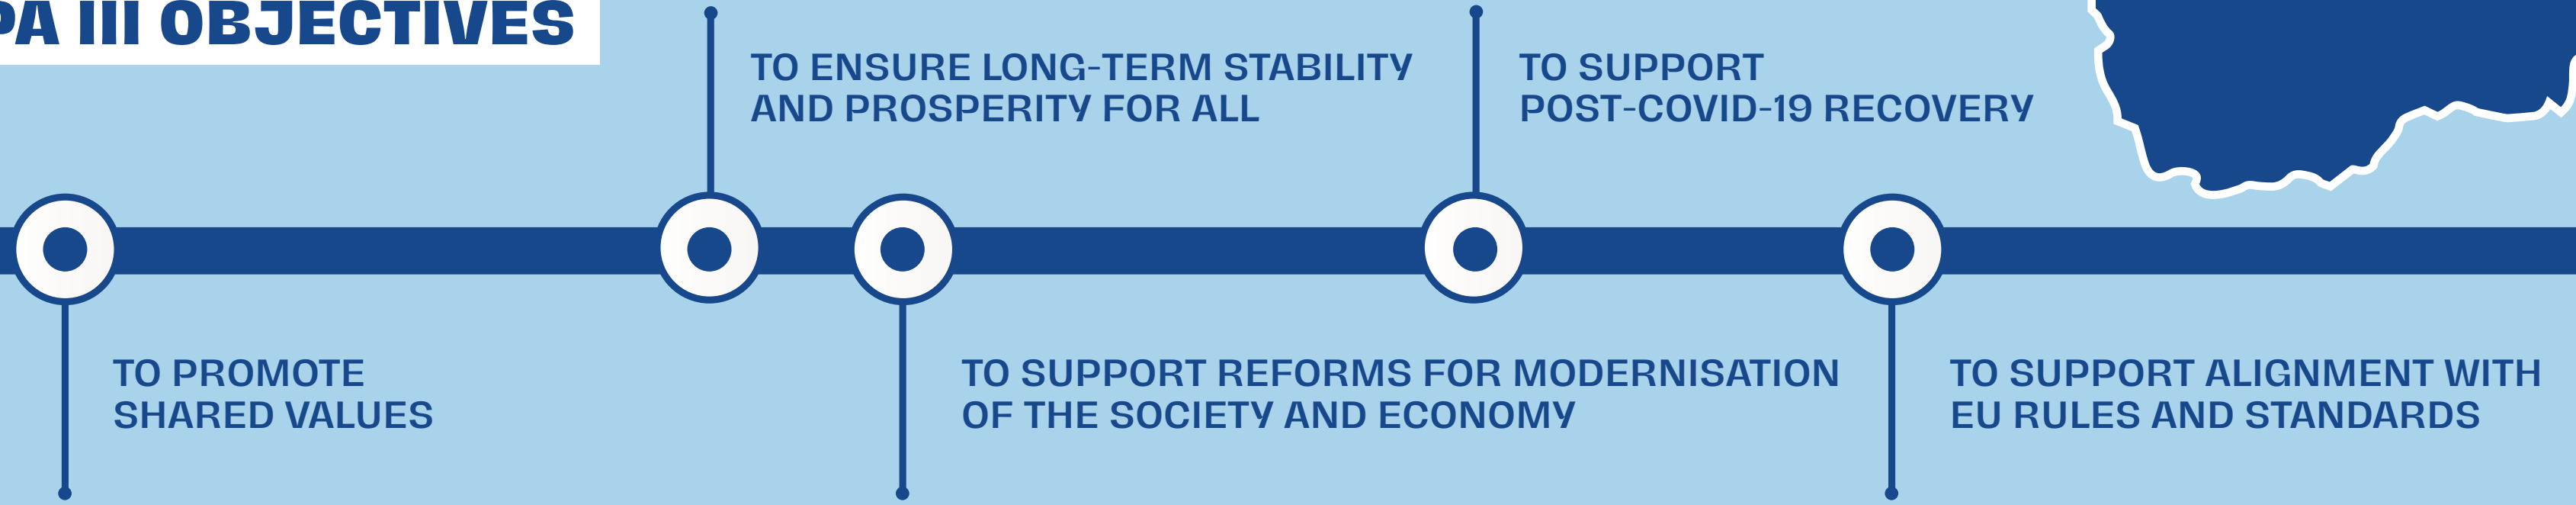 PA III OBJECTIVES
TO ENSURE LONG-TERM STABILITY
AND PROSPERITY FOR ALL
TO SUPPORT
POST-COVID-19 RECOVERY
TO PROMOTE
SHARED VALUES
TO SUPPORT REFORMS FOR MODERNISATION
OF THE SOCIETY AND ECONOMY
TO SUPPORT ALIGNMENT WITH
EU RULES AND STANDARDS